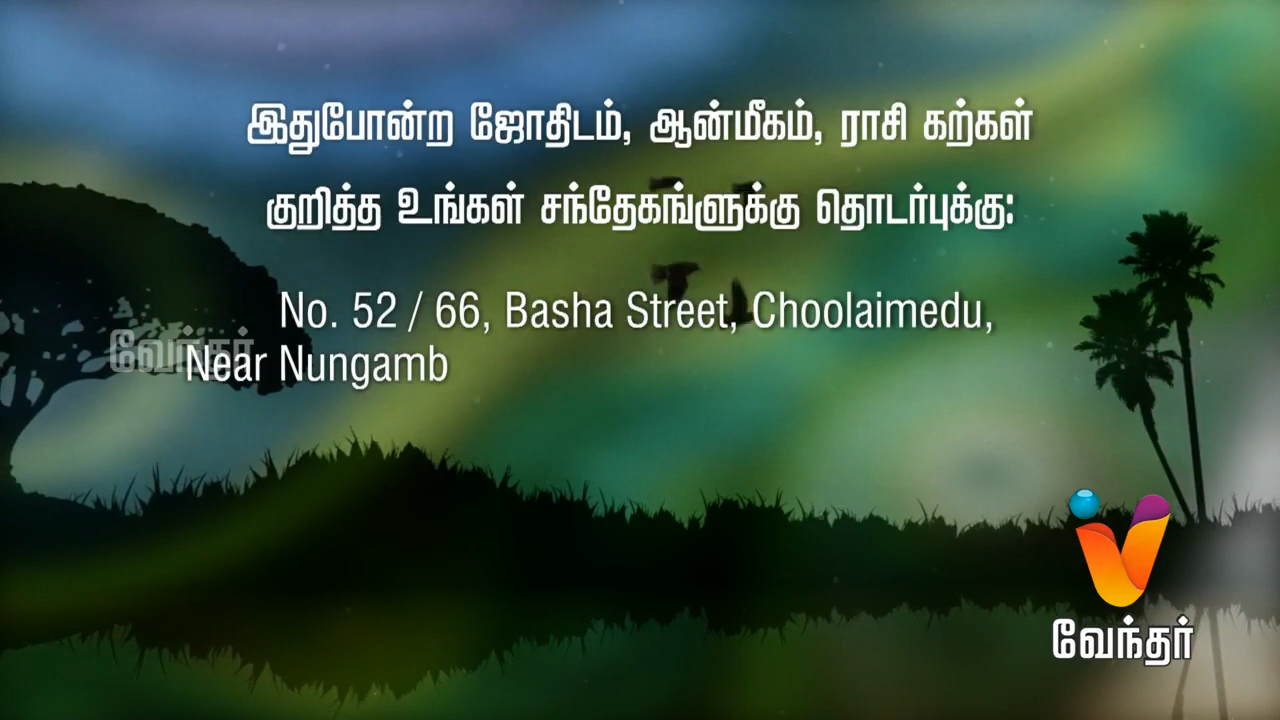 இதுபோன்ற ஜோதிடம், ஆன்மீகம், ராசி கற்கள்
குறித்த உங்கள் சந்தேகங்ளுக்கு தொடர்புக்கு:
No. 52 / 66, Basha Street, Choolaimedu,
வேந்தர்
Near Nungamb
வேந்தர்